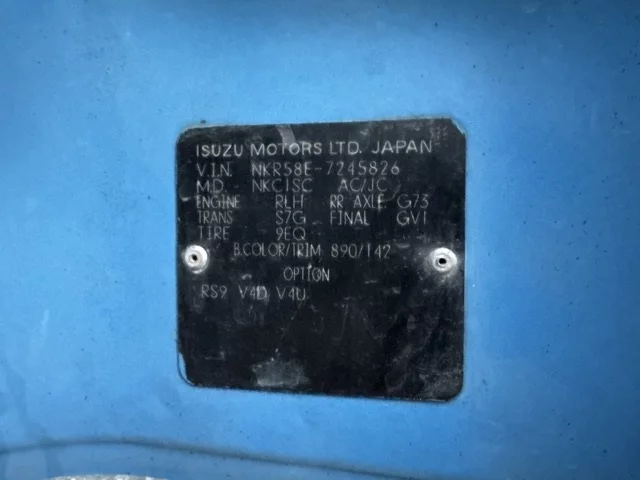 ISUZU MOTORS LTD. JAPAN
V.I.N. NKR58E-7245826
M.D. NKC1SC AC/JC
ENGINE RLH RR AXLE G73
TRANS S7G FINAL GV1
TIRE 9EQ
B.COLOR/TRIM 890/142
OPTION
RS9 V4D V4U